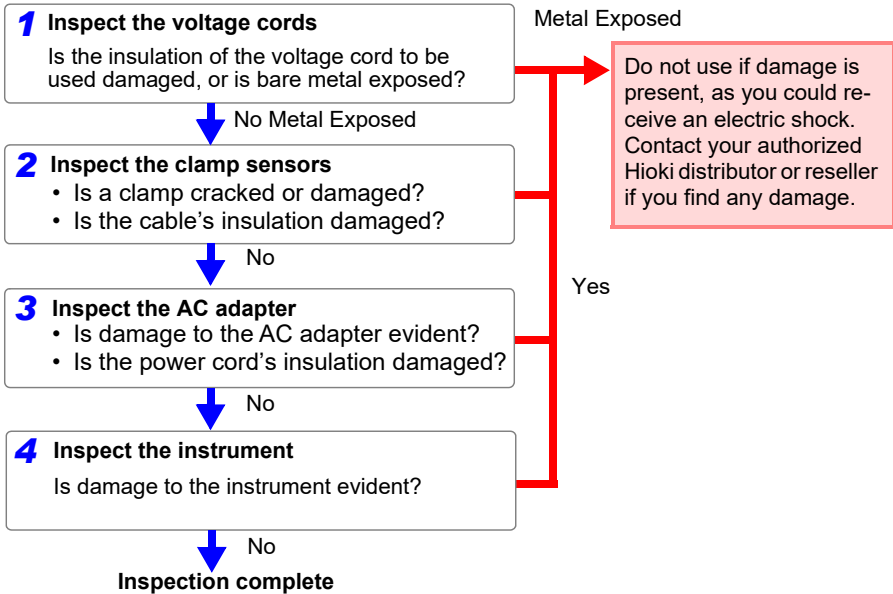 1 Inspect the voltage cords
Is the insulation of the voltage cord to be
used damaged, or is bare metal exposed?
Metal Exposed
Do not use if damage is
present, as you could re-
ceive an electric shock.
Contact your authorized
Hioki distributor or reseller
if you find any damage.
No Metal Exposed
2 Inspect the clamp sensors
• Is a clamp cracked or damaged?
• Is the cable’s insulation damaged?
No
Yes
3 Inspect the AC adapter
• Is damage to the AC adapter evident?
• Is the power cord’s insulation damaged?
No
4 Inspect the instrument
Is damage to the instrument evident?
No
Inspection complete